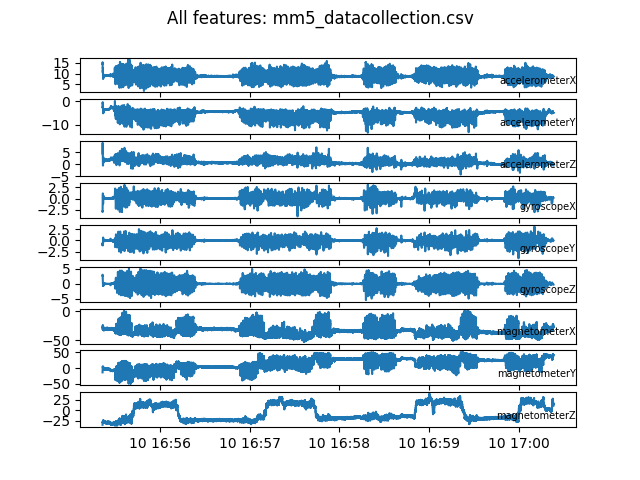 All features: mm5_datacollection.csv
15
10
5
accelerometerX
0
−10
accelerometerY
5
0
−5
accelerometerZ
2.5
0.0
−2.5
gyroscopeX
2.5
0.0
−2.5
gyroscopeY
5
0
−5
gyroscopeZ
0
−50
magnetometerX
50
0
−50
magnetometerY
25
0
−25
magnetometerZ
10 16:56 10 16:57 10 16:58 10 16:59 10 17:00